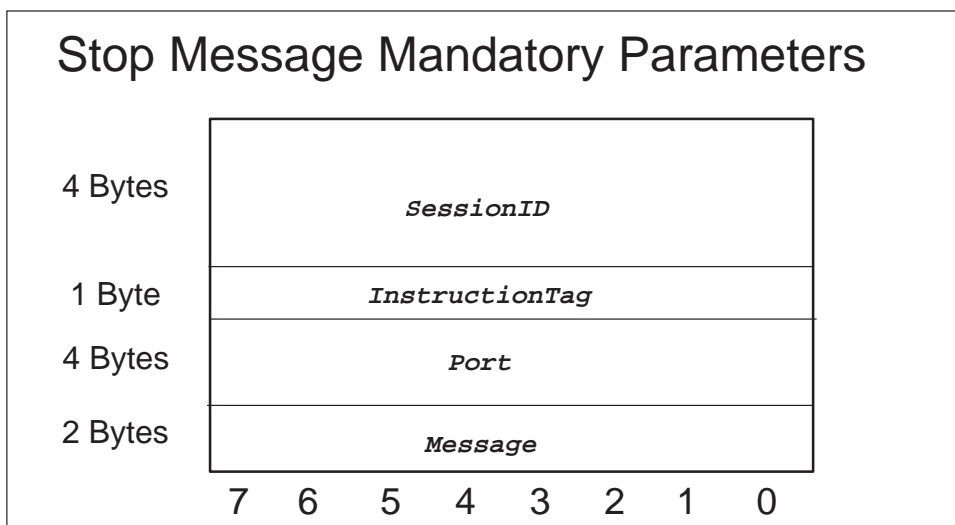 Stop Message Mandatory Parameters
4 Bytes
SessionID
1 Byte
InstructionTag
4 Bytes
Port
2 Bytes
Message
7 6 5 4 3 2 1 0